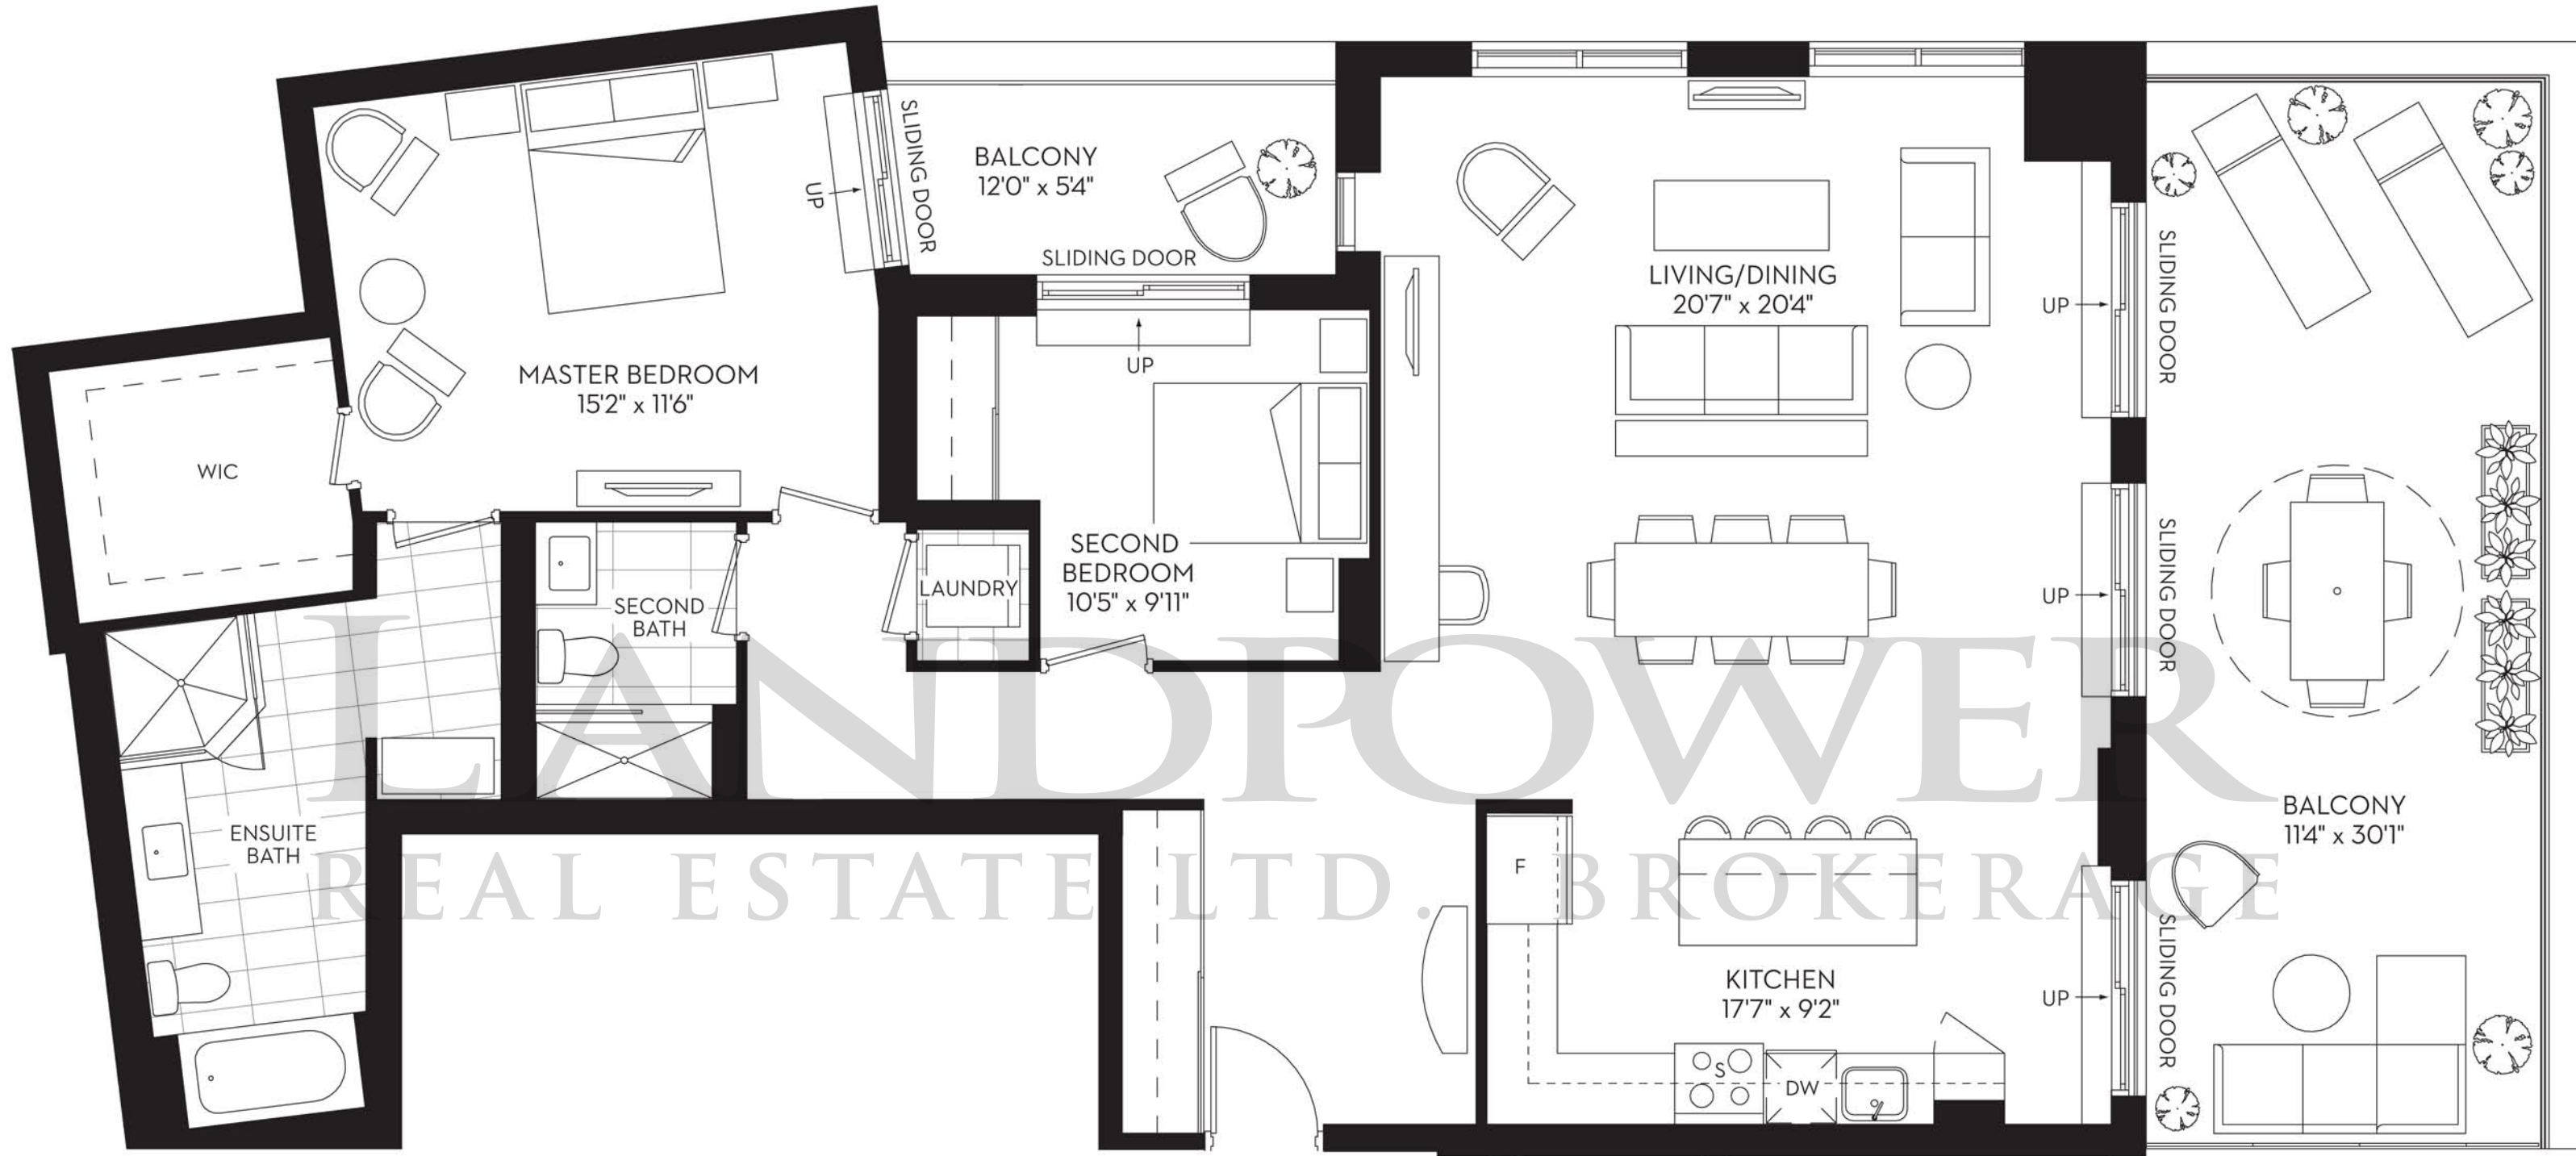 SLIDING DOOR
BALCONY
12'0" x 5'4"
UP
SLIDING DOOR
UP
MASTER BEDROOM
15'2" x 11'6"
WIC
LIVING/DINING
20'7" x 20'4"
UP
SLIDING DOOR
SECOND
BEDROOM
10'5" x 9'11"
LAUNDRY
SECOND
BATH
UP
SLIDING DOOR
LANDPOWER
REAL ESTATE LTD. BROKERAGE
ENSUITE
BATH
F
BALCONY
11'4" x 30'1"
KITCHEN
17'7" x 9'2"
UP
SLIDING DOOR
S
DW